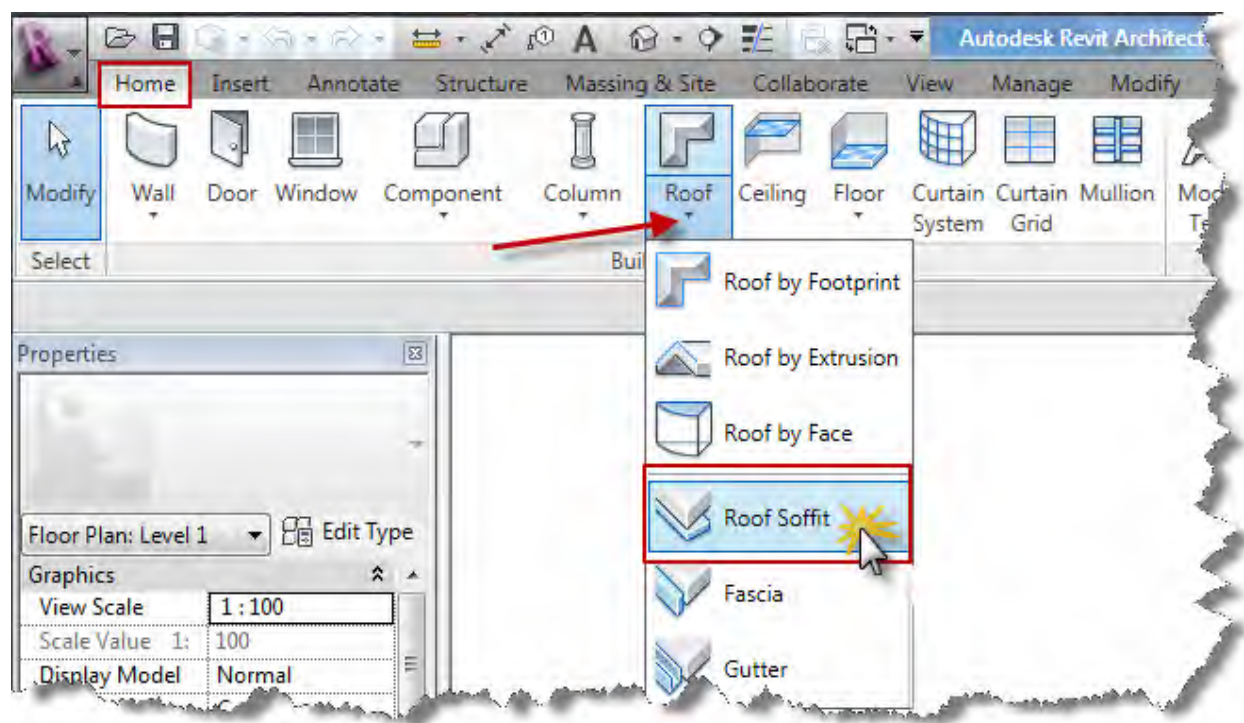 Autodesk Revit Architect
Home Insert Annotate Structure Massing & Site Collaborate View Manage Modify
Modify Wall Door Window Component Column Roof Ceiling Floor Curtain System Curtain Grid Mullion
Select
Roof by Footprint
Roof by Extrusion
Roof by Face
Roof Soffit
Fascia
Gutter
Properties
Floor Plan: Level 1 Edit Type
Graphics
View Scale 1 : 100
Scale Value 1: 100
Display Model Normal